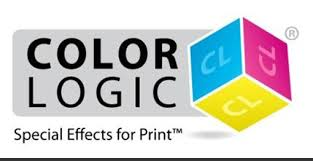 COLOR
LOGIC
®
CL
CL
CL
Special Effects for Print™